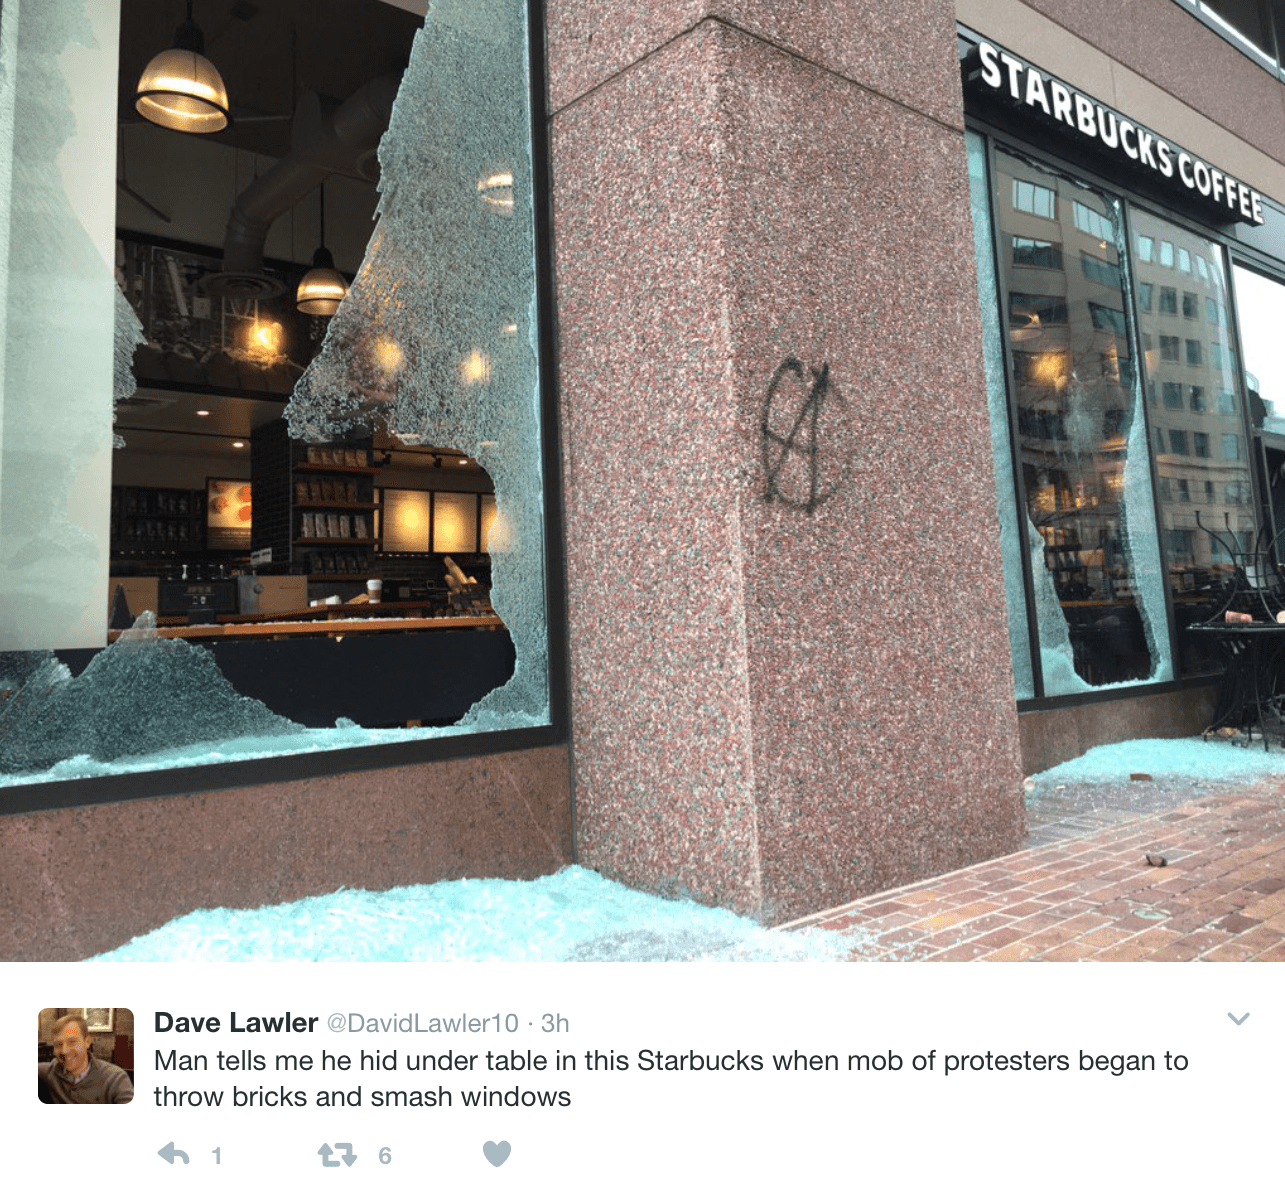 STARBUCKS COFFEE
Dave Lawler @DavidLawler10 · 3h
Man tells me he hid under table in this Starbucks when mob of protesters began to
throw bricks and smash windows
1 6